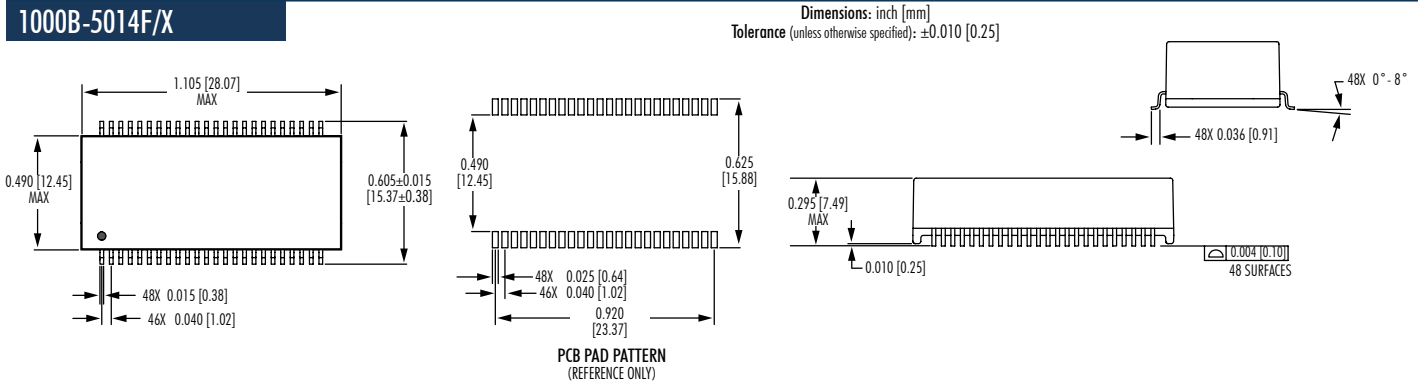 1000B-5014F/X
Dimensions: inch [mm]
Tolerance (unless otherwise specified): ±0.010 [0.25]
1.105 [28.07]
MAX
0.490 [12.45]
MAX
0.605±0.015
[15.37±0.38]
48X 0.015 [0.38]
46X 0.040 [1.02]
0.490
[12.45]
0.625
[15.88]
48X 0.025 [0.64]
46X 0.040 [1.02]
0.920
[23.37]
PCB PAD PATTERN
(REFERENCE ONLY)
48X 0°-8°
48X 0.036 [0.91]
0.295 [7.49]
MAX
0.010 [0.25]
0.004 [0.10]
48 SURFACES